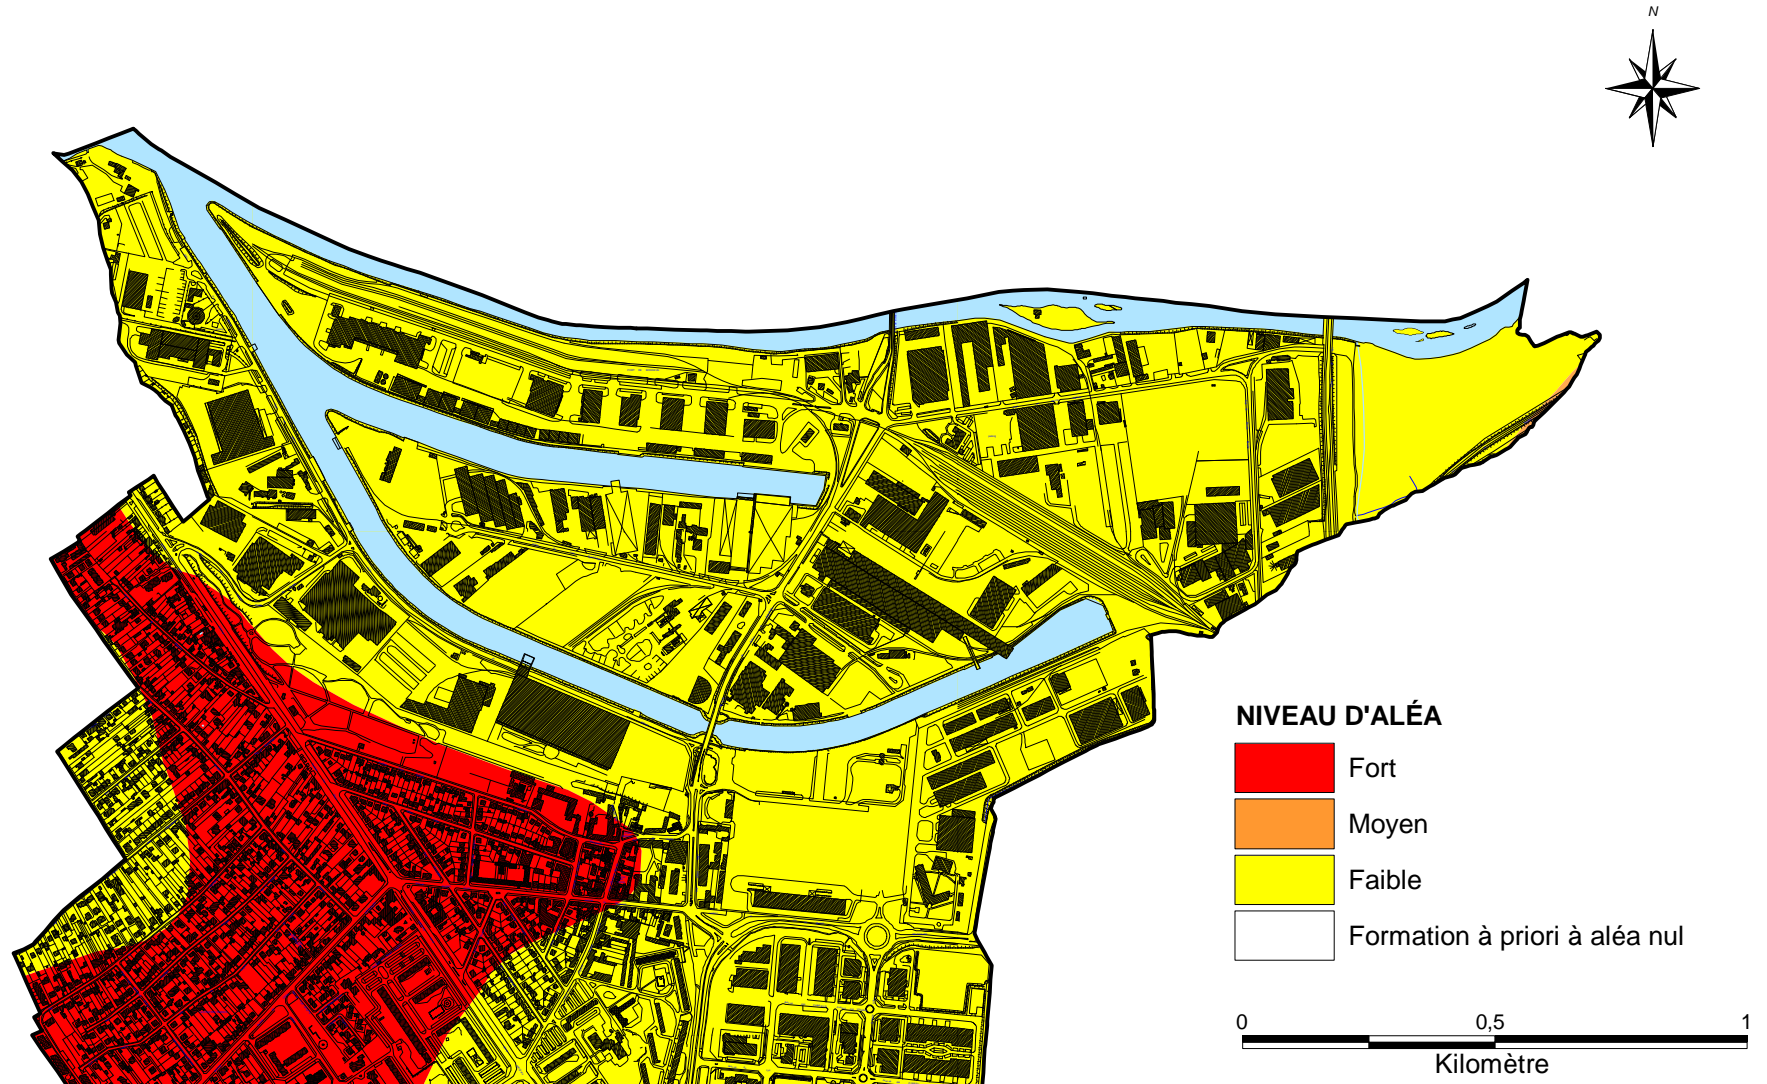 N
NIVEAU D'ALÉA
Fort
Moyen
Faible
Formation à priori à aléa nul
0 0,5 1
Kilomètre